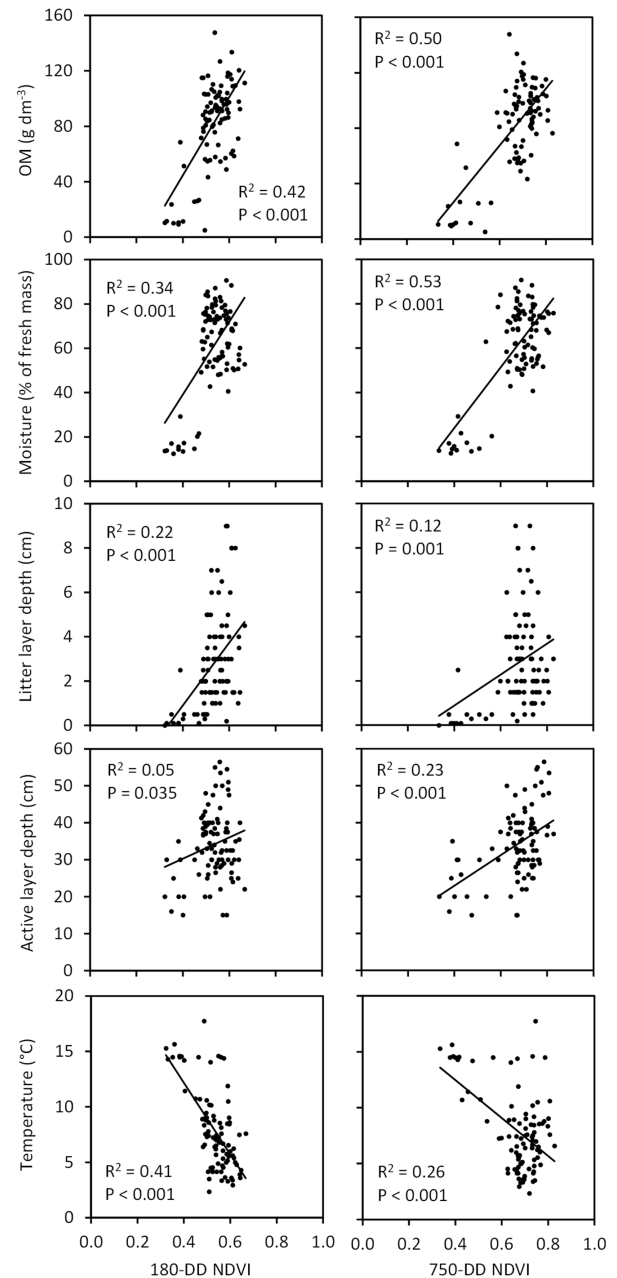 160
120
80
40
0
OM (g dm⁻³)
R² = 0.42
P < 0.001
R² = 0.50
P < 0.001
100
80
60
40
20
0
Moisture (% of fresh mass)
R² = 0.34
P < 0.001
R² = 0.53
P < 0.001
10
8
6
4
2
0
Litter layer depth (cm)
R² = 0.22
P < 0.001
R² = 0.12
P = 0.001
60
50
40
30
20
10
0
Active layer depth (cm)
R² = 0.05
P = 0.035
R² = 0.23
P < 0.001
20
15
10
5
0
Temperature (°C)
R² = 0.41
P < 0.001
R² = 0.26
P < 0.001
0.0 0.2 0.4 0.6 0.8 1.0
180-DD NDVI
0.0 0.2 0.4 0.6 0.8 1.0
750-DD NDVI